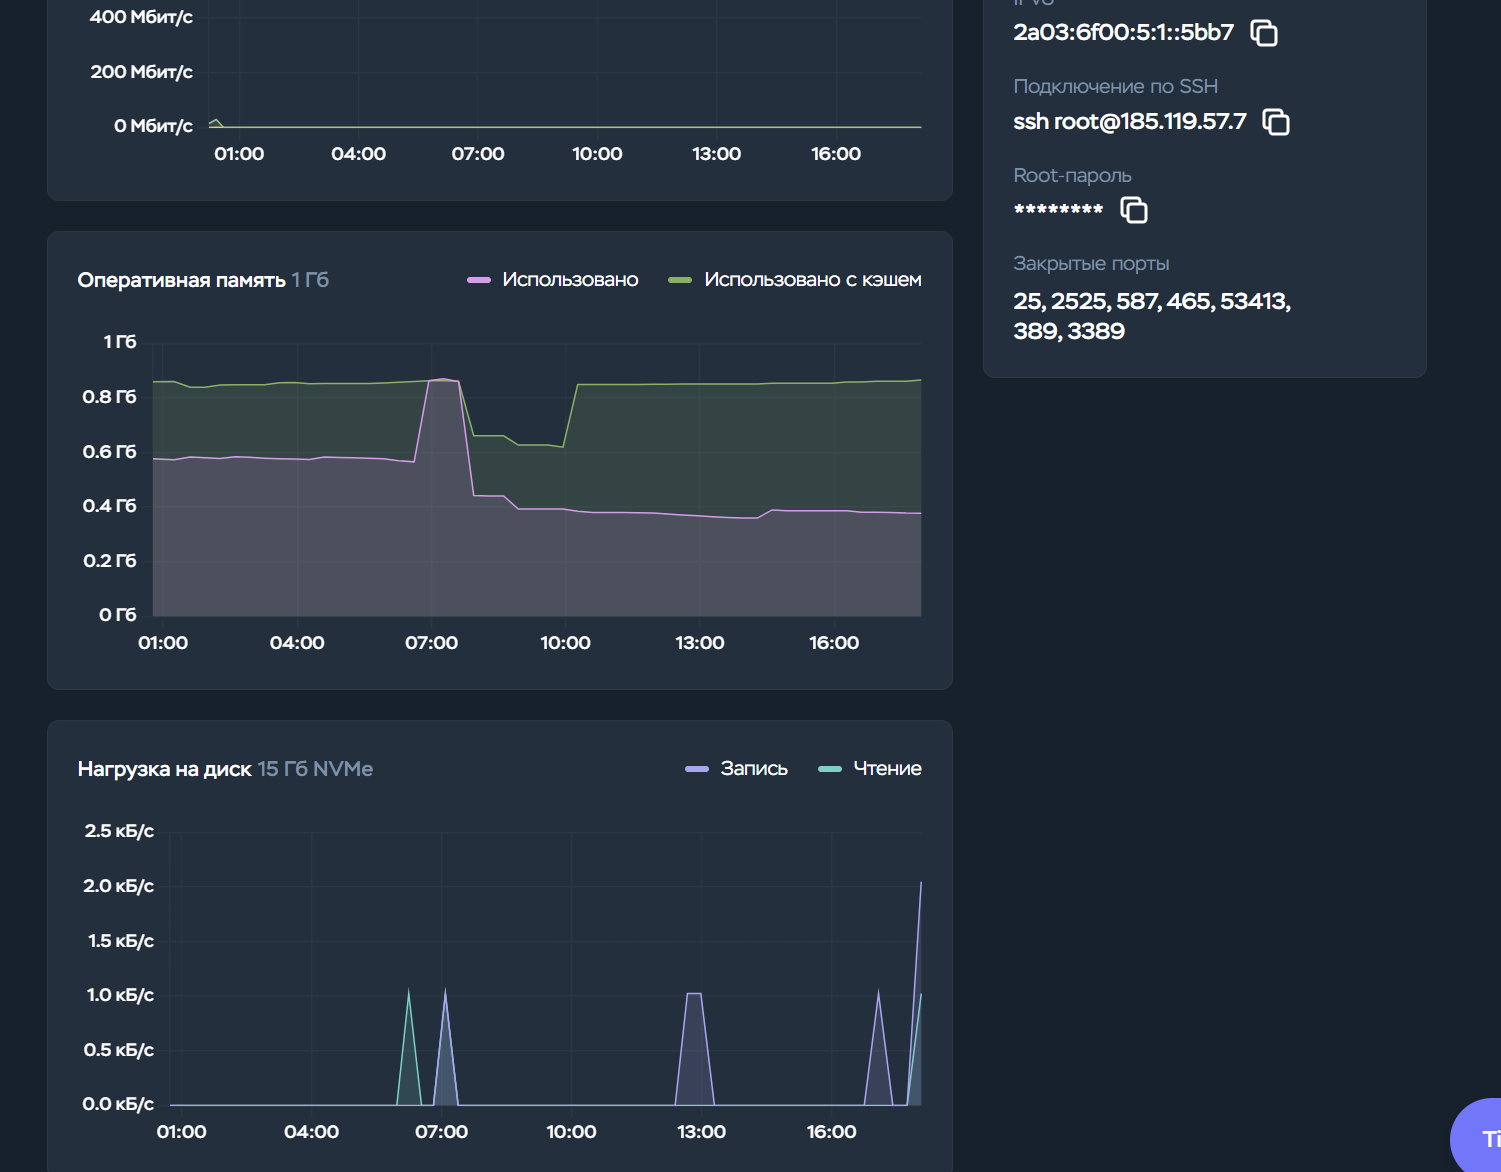 400 Мбит/с
200 Мбит/с
0 Мбит/с
01:00 04:00 07:00 10:00 13:00 16:00
Оперативная память 1 Гб
Использовано Использовано с кэшем
1 Гб
0.8 Гб
0.6 Гб
0.4 Гб
0.2 Гб
0 Гб
01:00 04:00 07:00 10:00 13:00 16:00
Нагрузка на диск 15 Гб NVMe
Запись Чтение
2.5 кБ/с
2.0 кБ/с
1.5 кБ/с
1.0 кБ/с
0.5 кБ/с
0.0 кБ/с
01:00 04:00 07:00 10:00 13:00 16:00
2a03:6f00:5:1::5bb7
Подключение по SSH
ssh root@185.119.57.7
Root-пароль
********
Закрытые порты
25, 2525, 587, 465, 53413,
389, 3389